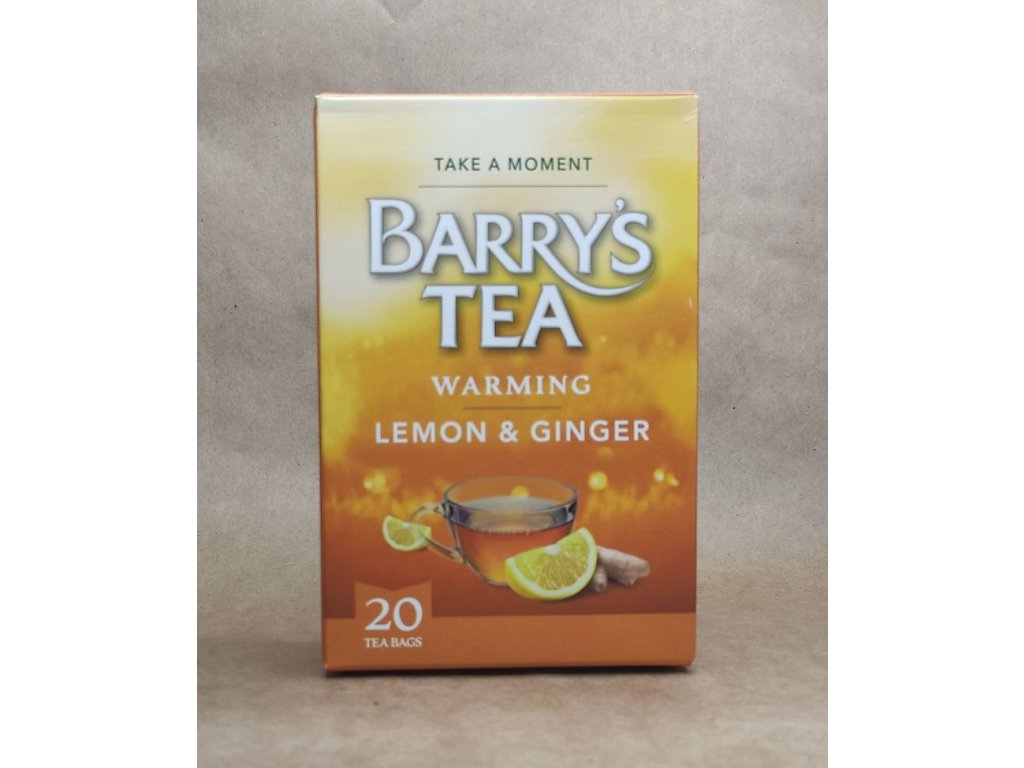 TAKE A MOMENT
BARRY'S
TEA
WARMING
LEMON & GINGER
20
TEA BAGS